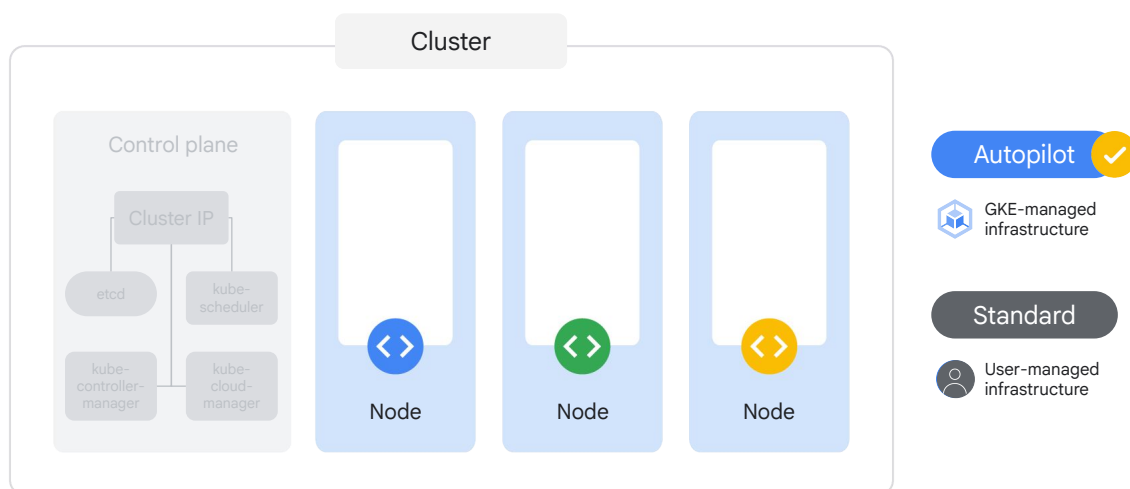 Cluster
Control plane
Cluster IP
etcd
kube-
scheduler
kube-
controller-
manager
kube-
cloud-
manager
Node
Node
Node
Autopilot
GKE-managed
infrastructure
Standard
User-managed
infrastructure